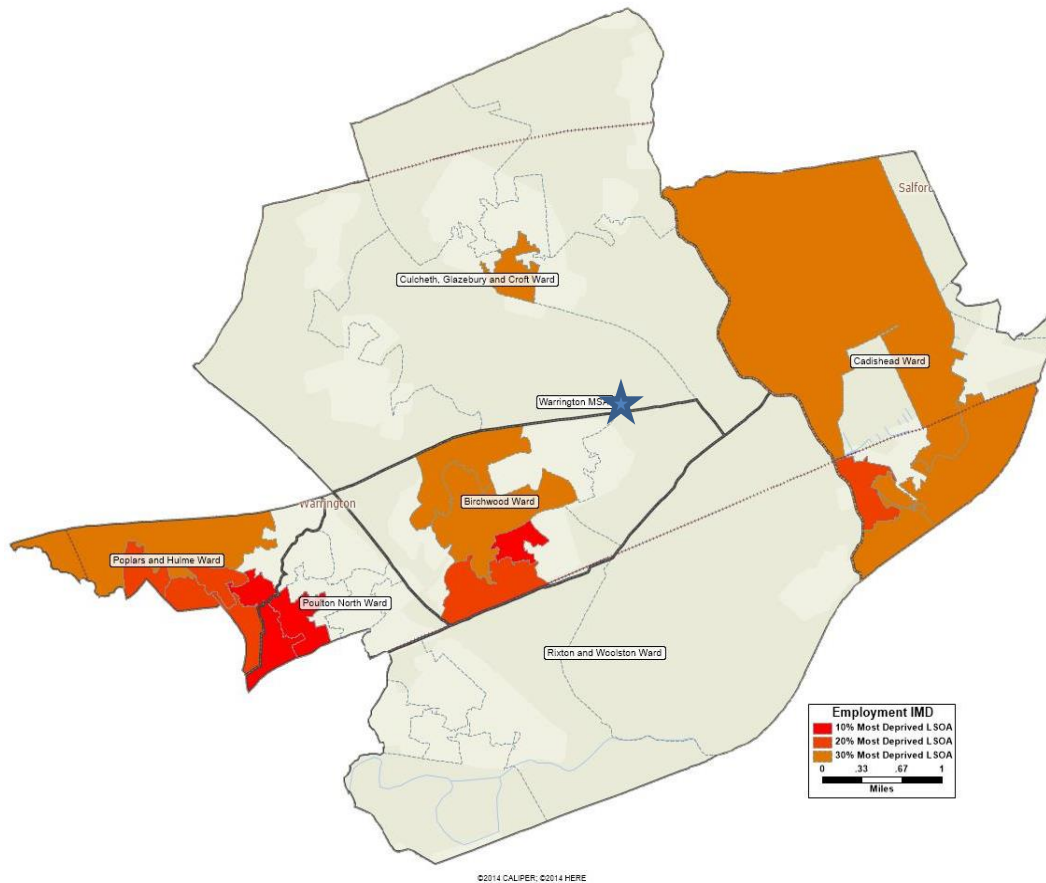 Salford
Culcheth, Glazebury and Croft Ward
Cadishead Ward
Warrington MSA
Birchwood Ward
Warrington
Poplars and Hulme Ward
Poulton North Ward
Rixton and Woolston Ward
Employment IMD
10% Most Deprived LSOA
20% Most Deprived LSOA
30% Most Deprived LSOA
0 .33 .67 1
Miles
©2014 CALIPER; ©2014 HERE